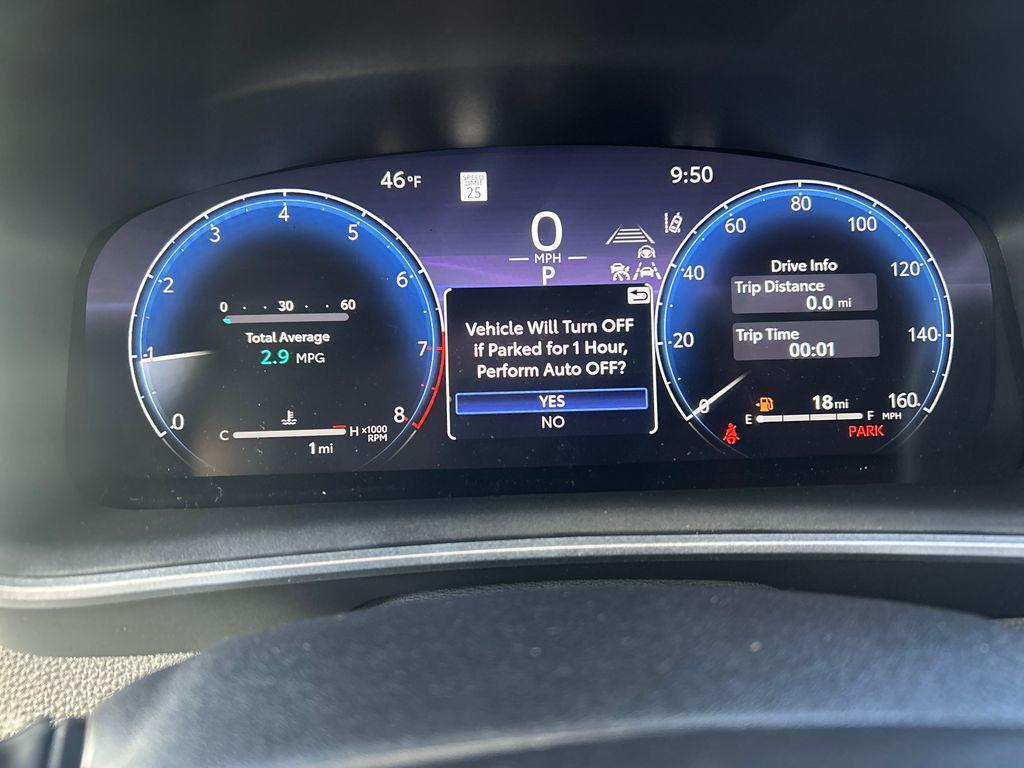 46°F
SPEED
LIMIT
25
9:50
0
MPH
P
0 1 2 3 4 5 6 7 8
x1000
RPM
0 30 60
Total Average
2.9 MPG
C H
1 mi
Vehicle Will Turn OFF
if Parked for 1 Hour,
Perform Auto OFF?
YES
NO
0 20 40 60 80 100 120 140 160
MPH
Drive Info
Trip Distance
0.0 mi
Trip Time
00:01
18 mi
E F
PARK